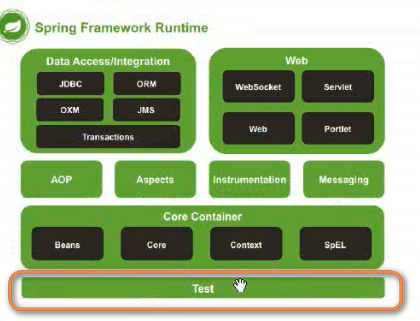 Spring Framework Runtime
Data Access/Integration
JDBC
ORM
OXM
JMS
Transactions
Web
WebSocket
Servlet
Web
Portlet
AOP
Aspects
Instrumentation
Messaging
Core Container
Beans
Core
Context
SpEL
Test